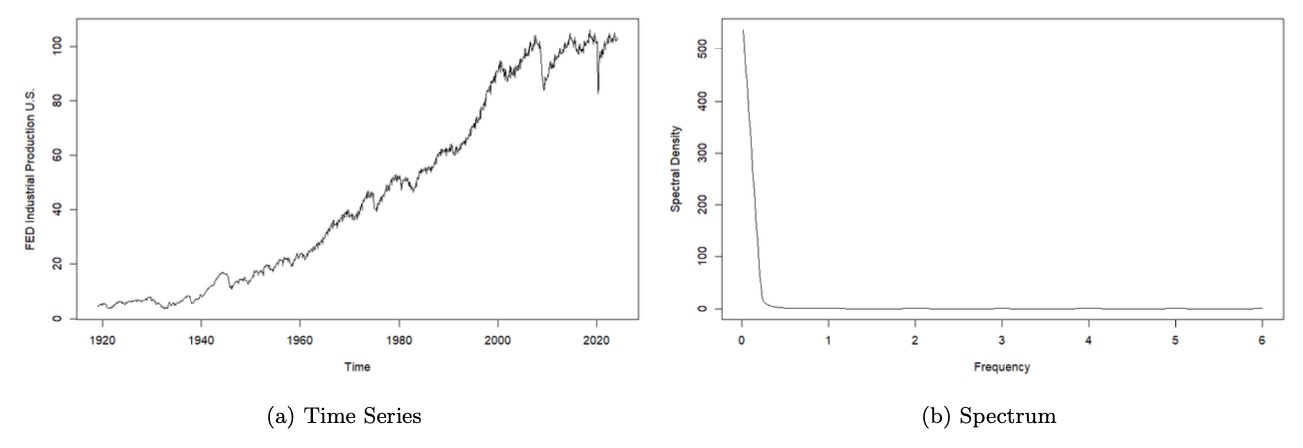 FED Industrial Production U.S.
100
80
60
40
20
0
1920 1940 1960 1980 2000 2020
Time
(a) Time Series
Spectral Density
500
400
300
200
100
0
0 1 2 3 4 5 6
Frequency
(b) Spectrum